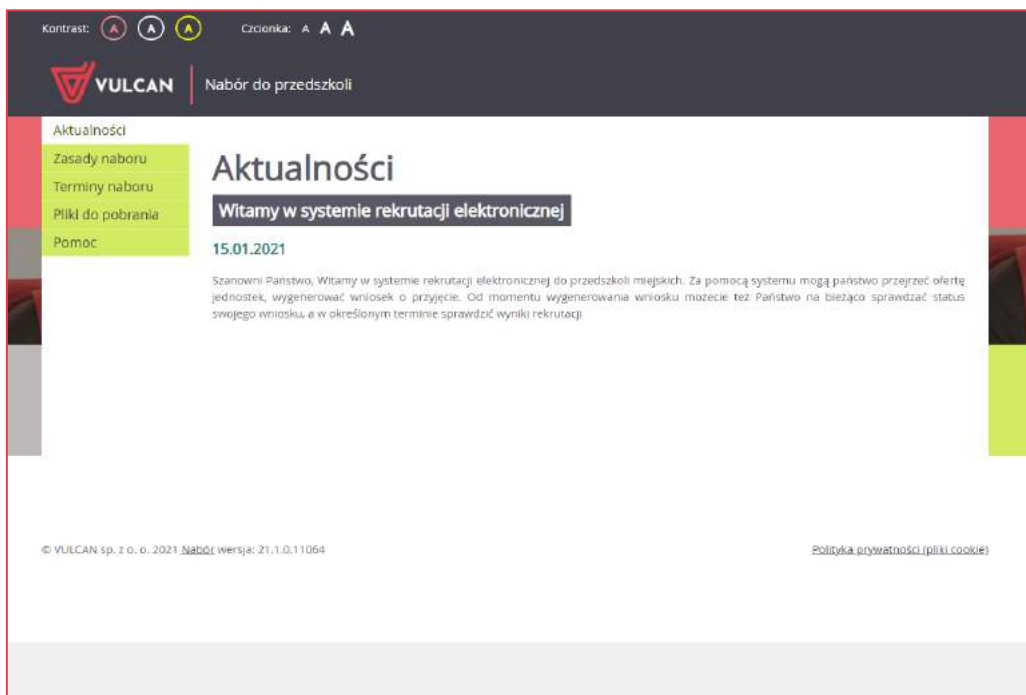 Kontrast: A A A Czcionka: A A A
VULCAN Nabór do przedszkoli
Aktualności
Zasady naboru
Terminy naboru
Pliki do pobrania
Pomoc
Aktualności
Witamy w systemie rekrutacji elektronicznej
15.01.2021
Szanowni Państwo, Witamy w systemie rekrutacji elektronicznej do przedszkoli miejskich. Za pomocą systemu mogą państwo przejrzeć ofertę
jednostek, wygenerować wniosek o przyjęcie. Od momentu wygenerowania wniosku możecie też Państwo na bieżąco sprawdzać status
swojego wniosku, a w określonym terminie sprawdzić wyniki rekrutacji
© VULCAN sp. z o. o. 2021 Nabór wersja: 21.1.0.11064
Polityka prywatności (pliki cookie)